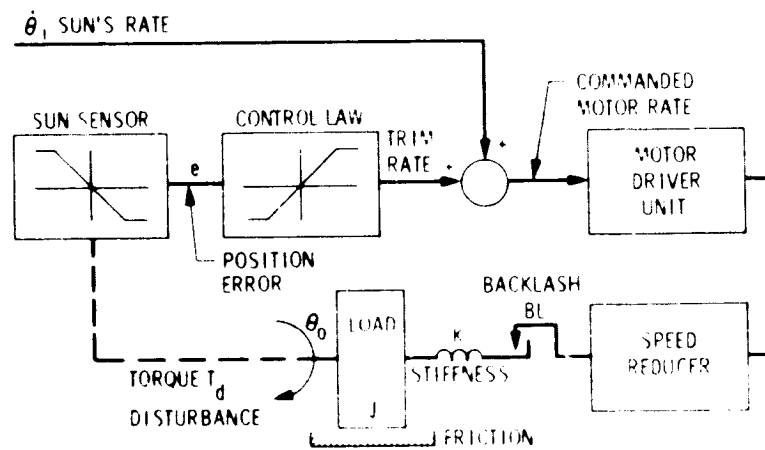 θ̇ı SUN'S RATE
COMMANDED
MOTOR RATE
SUN SENSOR
CONTROL LAW
TRIM
RATE
+
+
MOTOR
DRIVER
UNIT
e
POSITION
ERROR
BACKLASH
BL
θ₀
LOAD
K
STIFFNESS
SPEED
REDUCER
TORQUE Td
DISTURBANCE
J
FRICTION